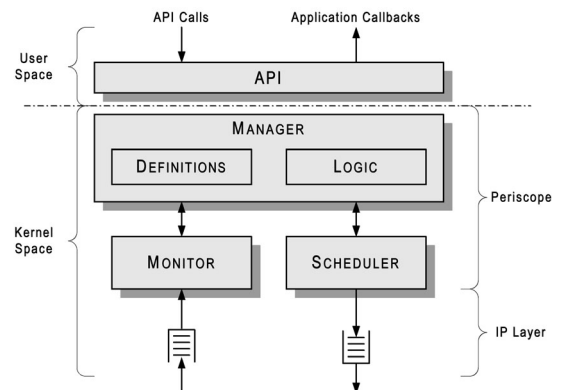 API Calls
Application Callbacks
User
Space
API
MANAGER
DEFINITIONS
LOGIC
Periscope
Kernel
Space
MONITOR
SCHEDULER
IP Layer